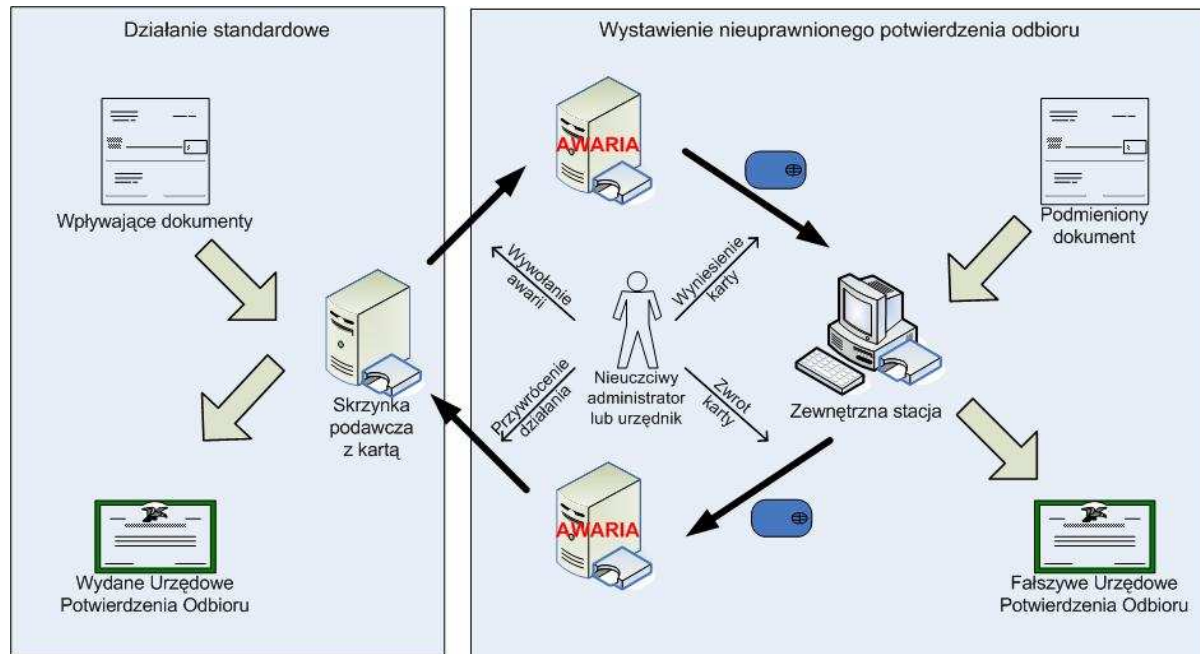 Działanie standardowe
Wpływające dokumenty
Skrzynka
podawcza
z kartą
Wydane Urzędowe
Potwierdzenia Odbioru
Wystawienie nieuprawnionego potwierdzenia odbioru
AWARIA
Podmieniony
dokument
Wywołanie
awarii
Wyniesienie
karty
Nieuczciwy
administrator
lub urzędnik
Przywrócenie
działania
Zwrot
karty
Zewnętrzna stacja
AWARIA
Fałszywe Urzędowe
Potwierdzenia Odbioru